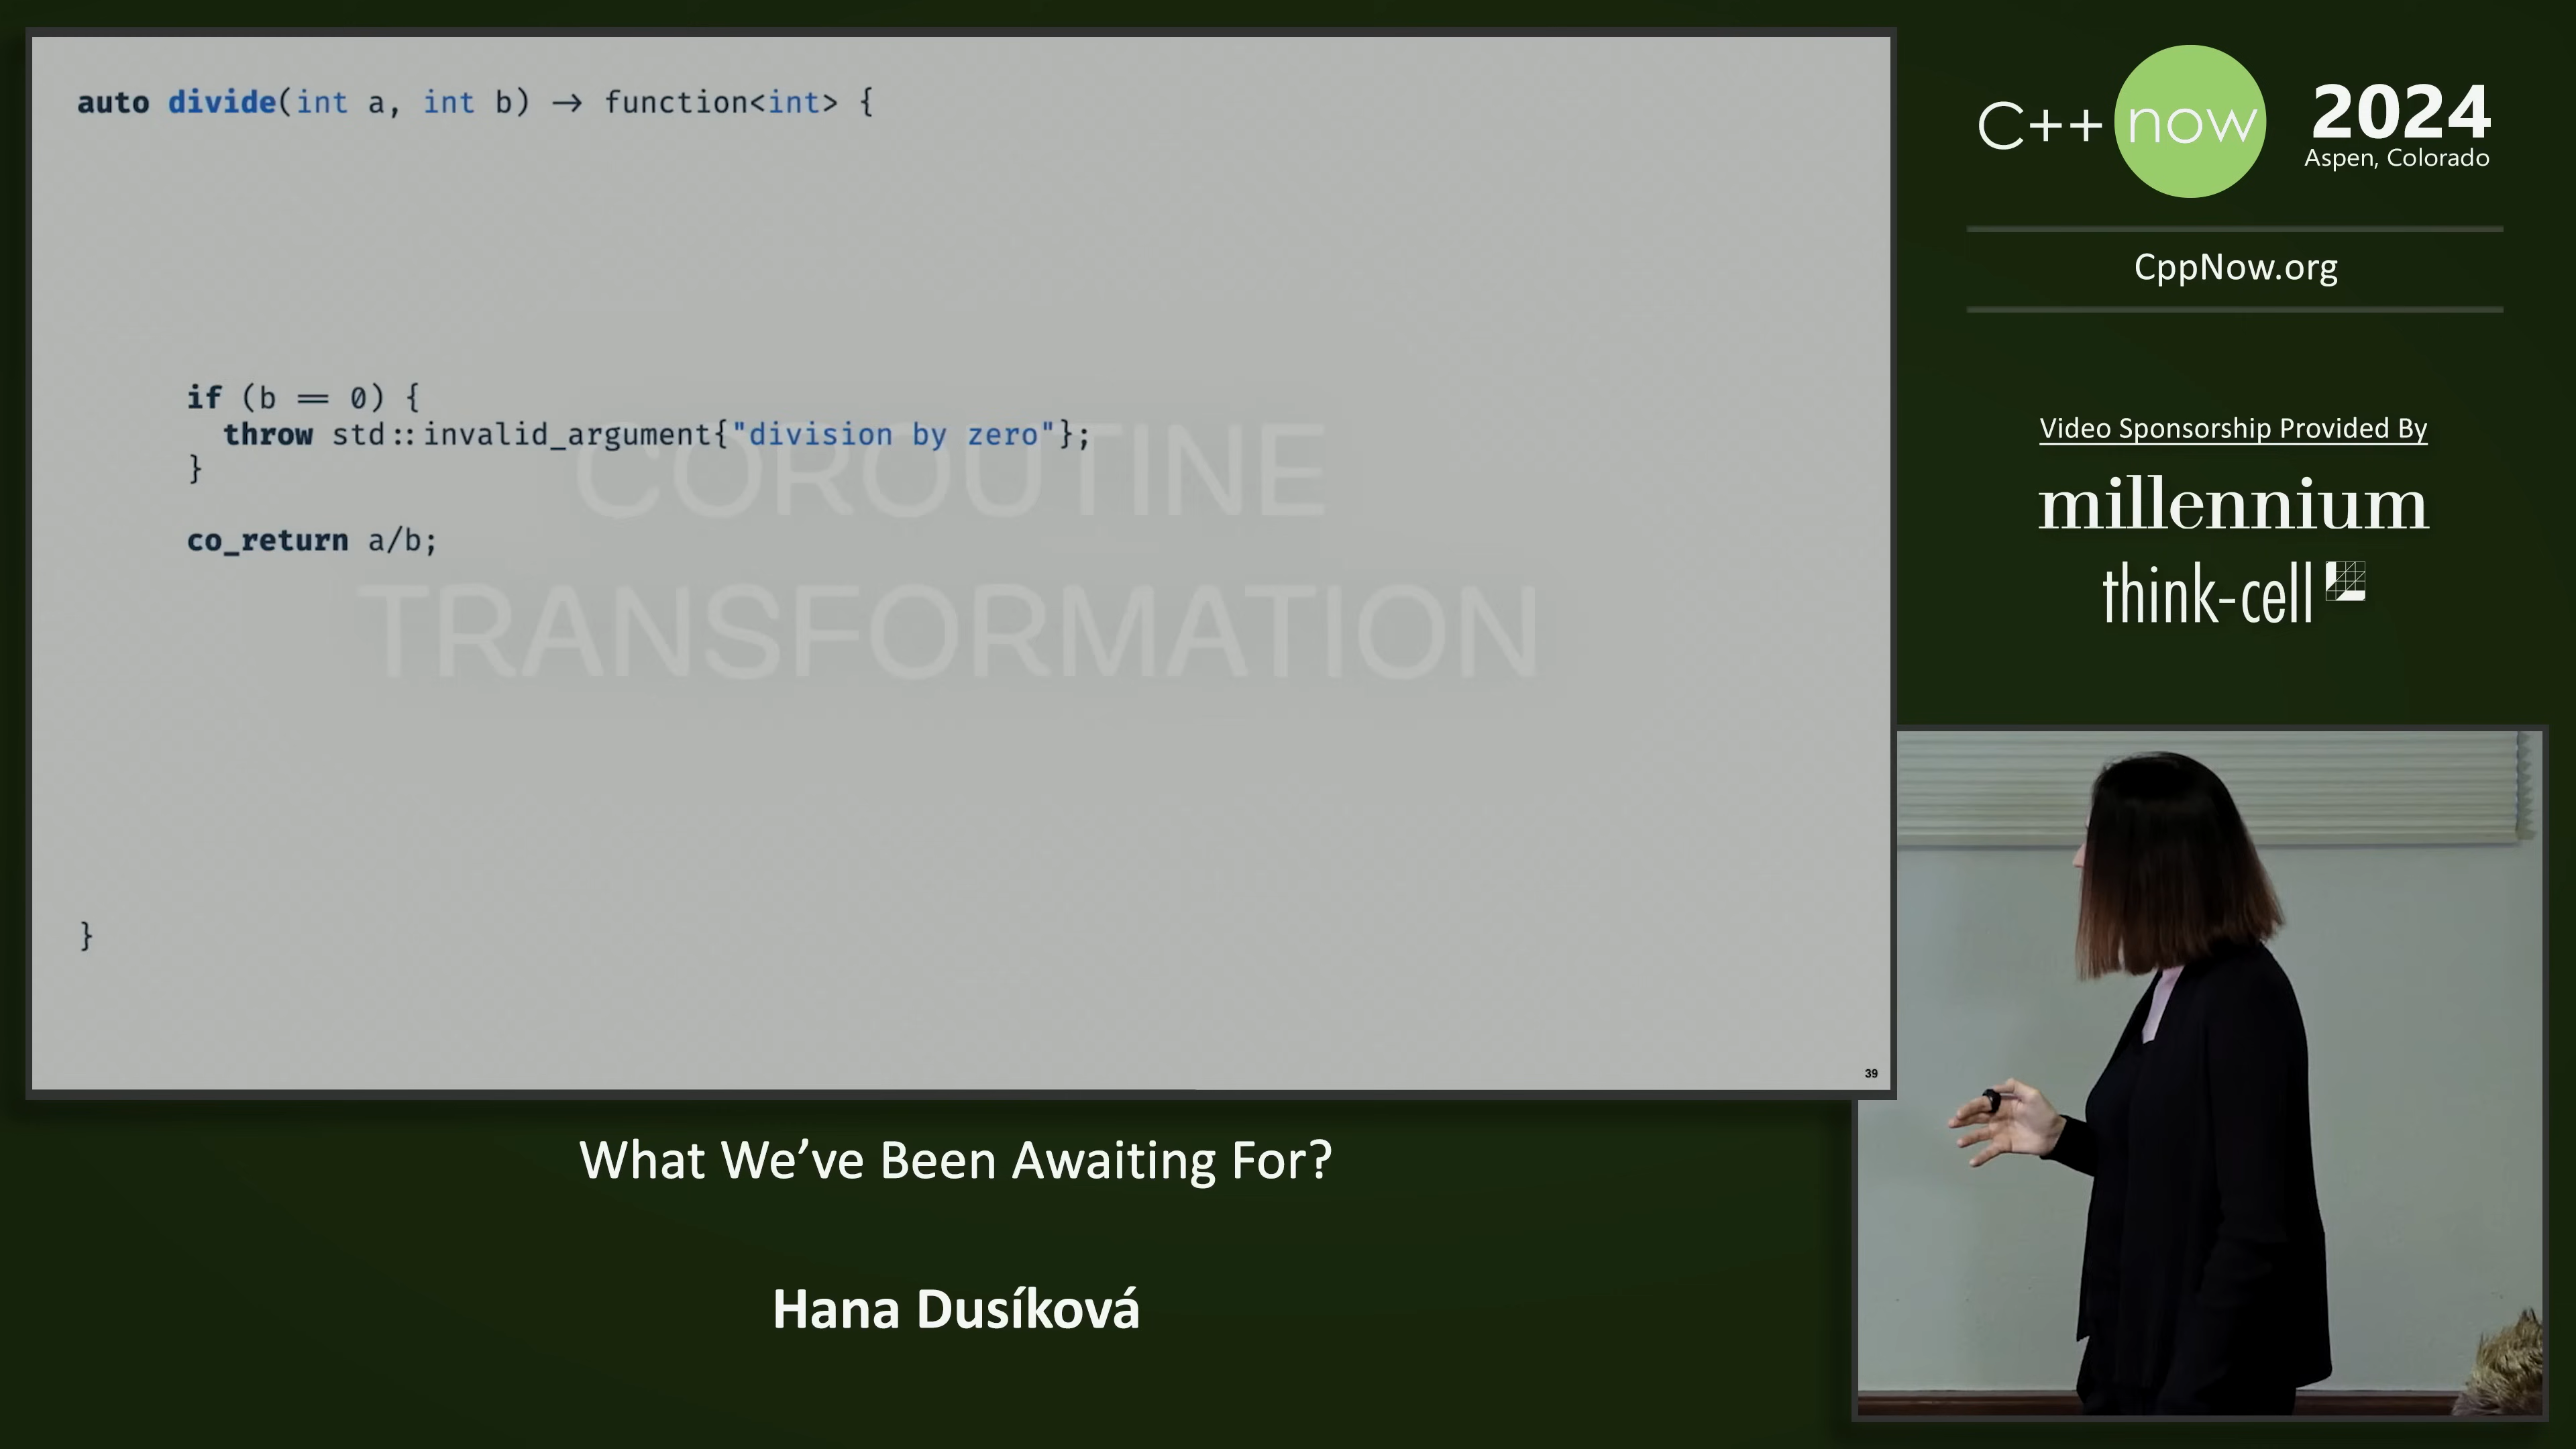 auto divide(int a, int b) → function<int> {
if (b == 0) {
throw std::invalid_argument{"division by zero"};
}
co_return a/b;
}
COROUTINE
TRANSFORMATION
39
C++ now 2024
Aspen, Colorado
CppNow.org
Video Sponsorship Provided By
millennium
think-cell
What We’ve Been Awaiting For?
Hana Dusíková